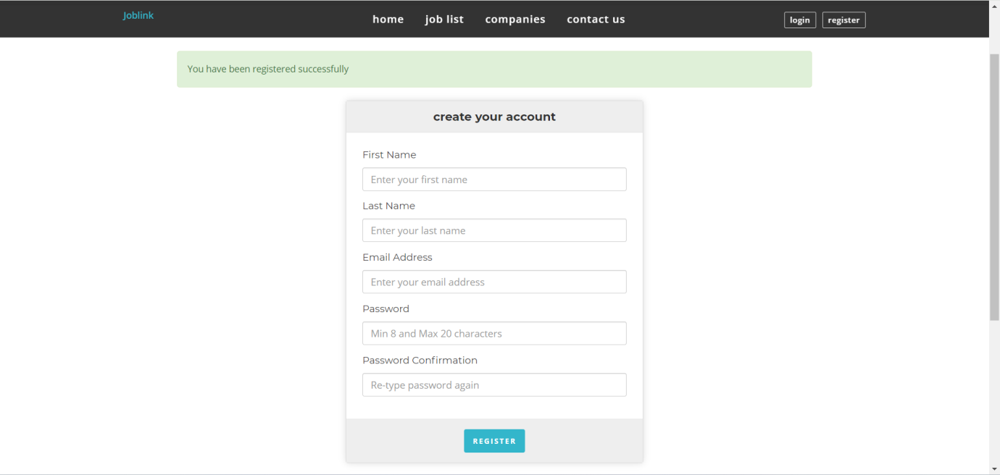 Joblink
home job list companies contact us
login register
You have been registered successfully
create your account
First Name
Enter your first name
Last Name
Enter your last name
Email Address
Enter your email address
Password
Min 8 and Max 20 characters
Password Confirmation
Re-type password again
REGISTER